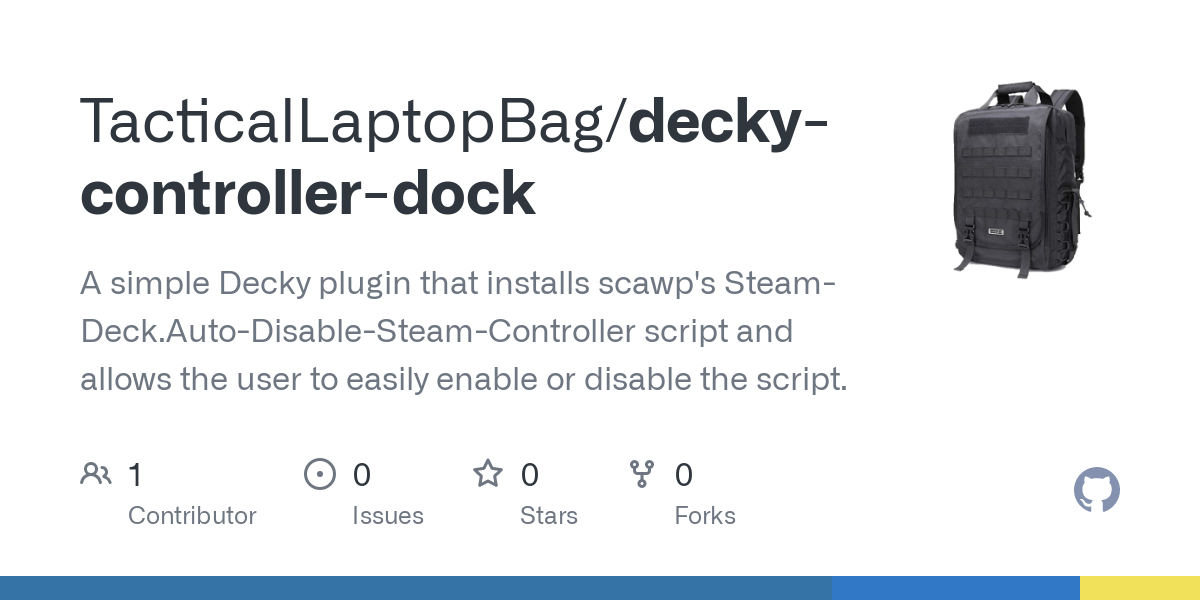 TacticalLaptopBag/decky-
controller-dock
A simple Decky plugin that installs scawp's Steam-
Deck.Auto-Disable-Steam-Controller script and
allows the user to easily enable or disable the script.
1 0 0 0
Contributor Issues Stars Forks